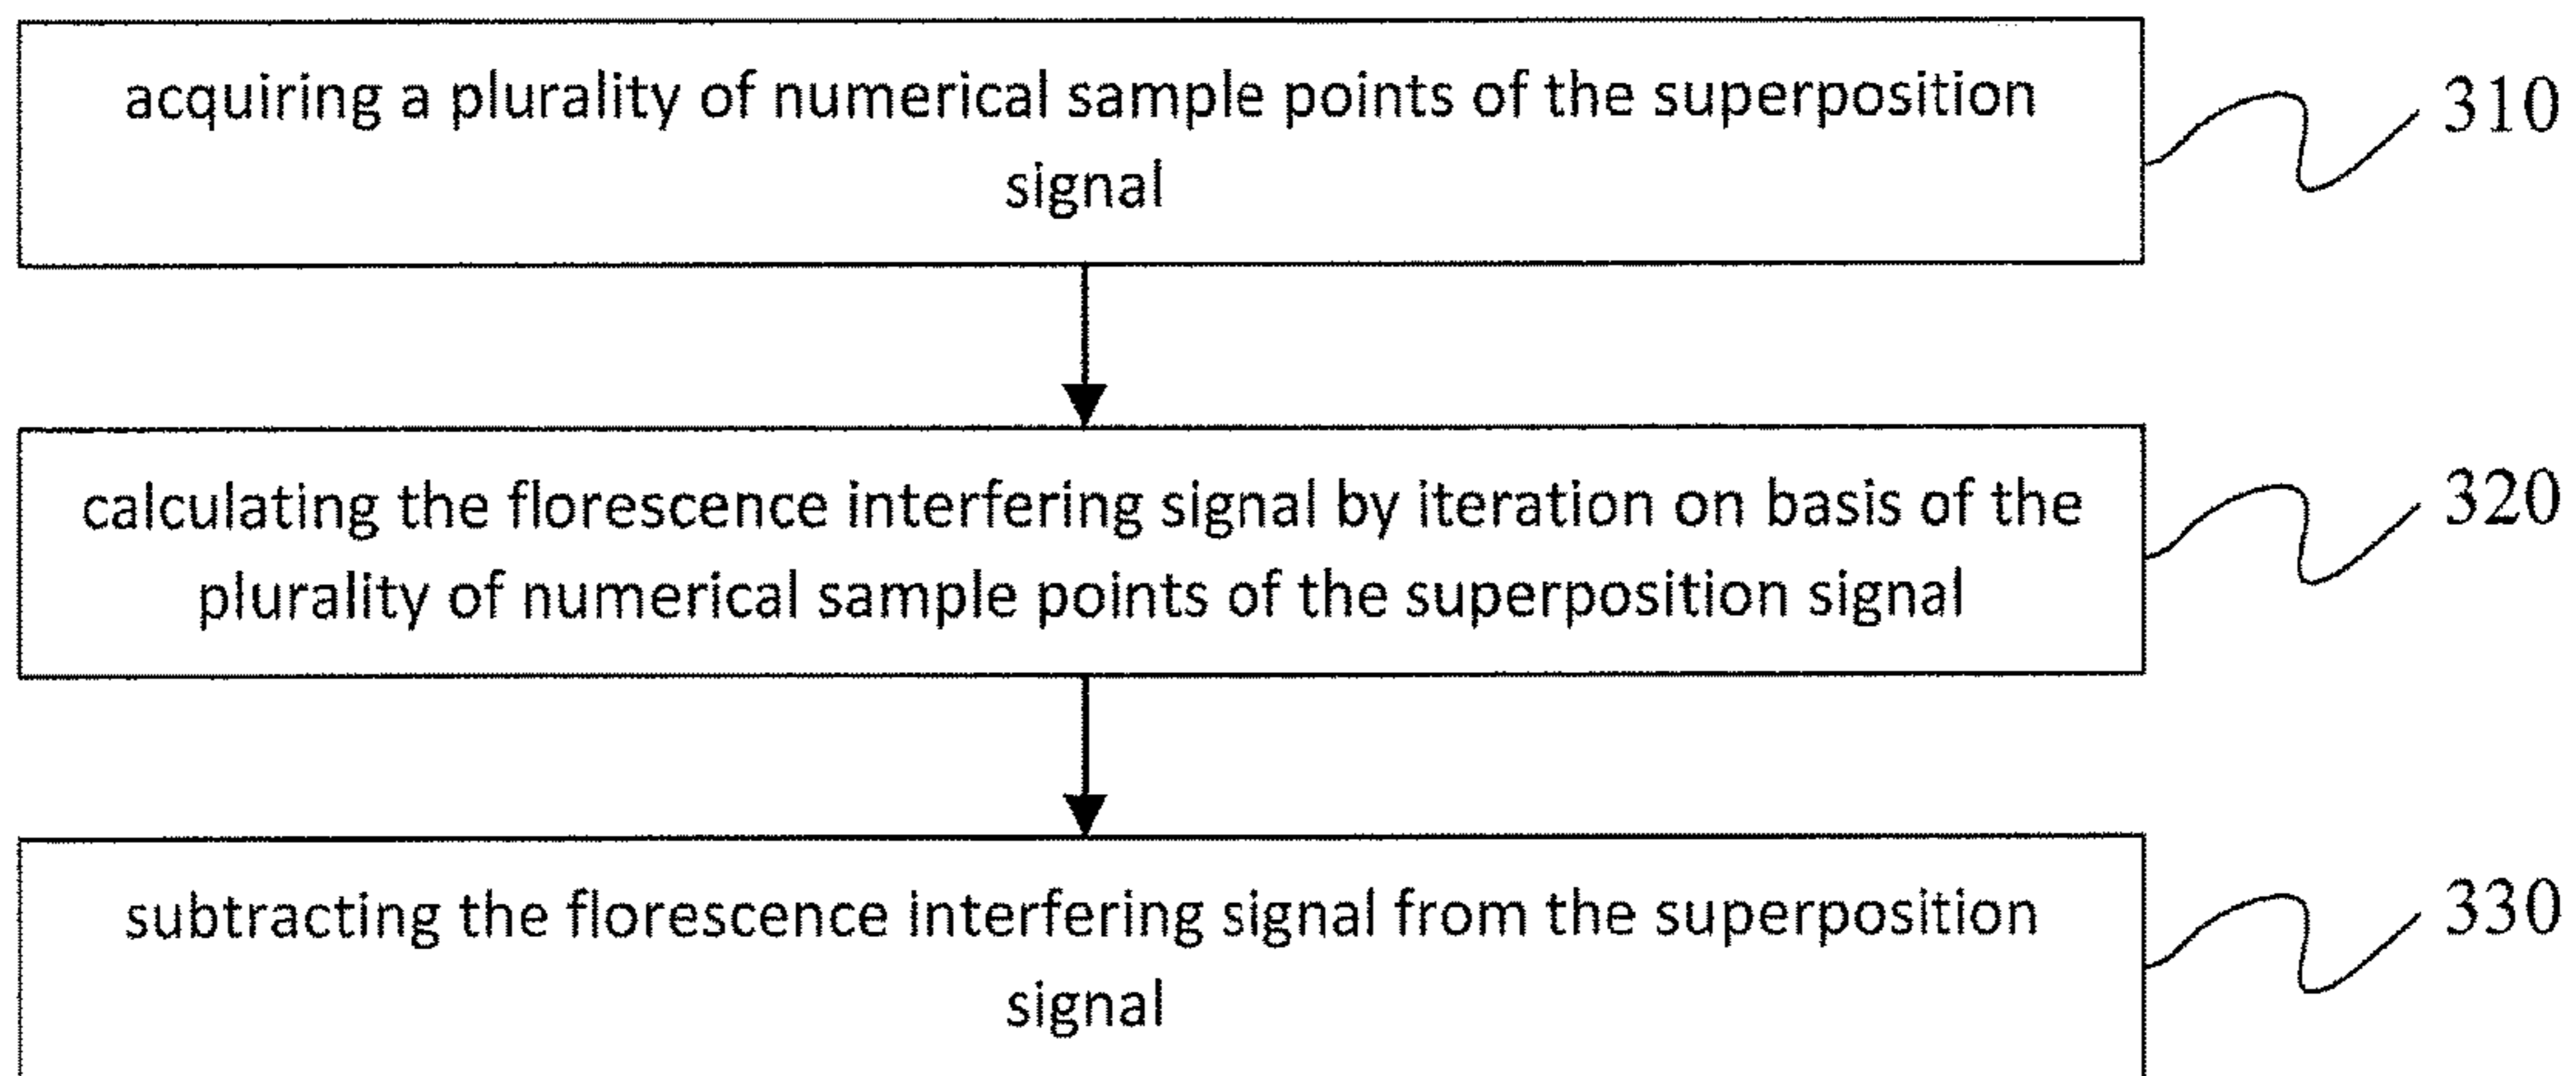 acquiring a plurality of numerical sample points of the superposition
signal
310
calculating the florescence interfering signal by iteration on basis of the
plurality of numerical sample points of the superposition signal
320
subtracting the florescence interfering signal from the superposition
signal
330